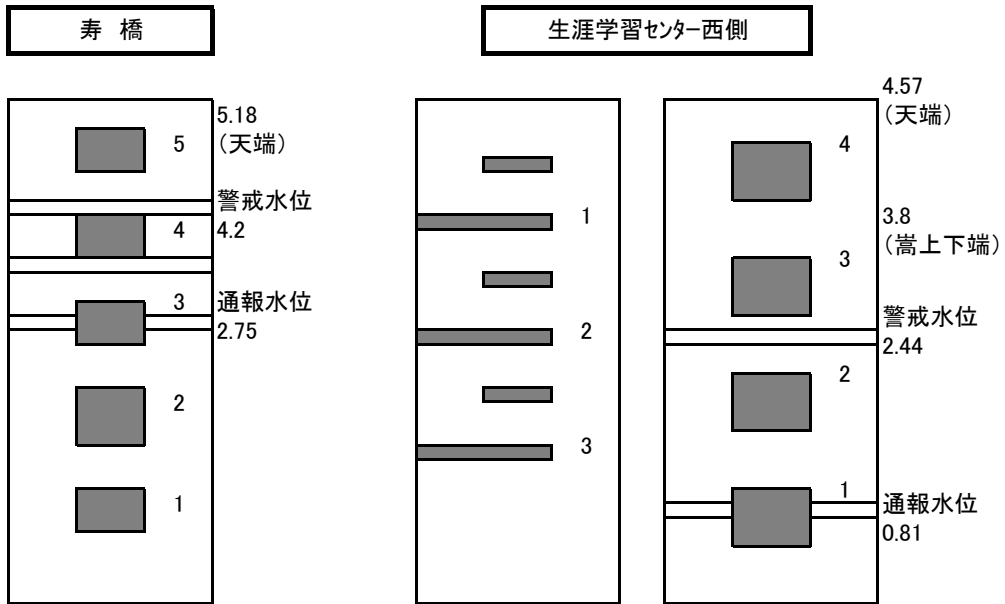 寿 橋
生涯学習センター西側
5.18
(天端)
5
警戒水位
4.2
4
通報水位
2.75
3
2
1
1
2
3
4.57
(天端)
4
3.8
(嵩上下端)
3
警戒水位
2.44
2
1
通報水位
0.81